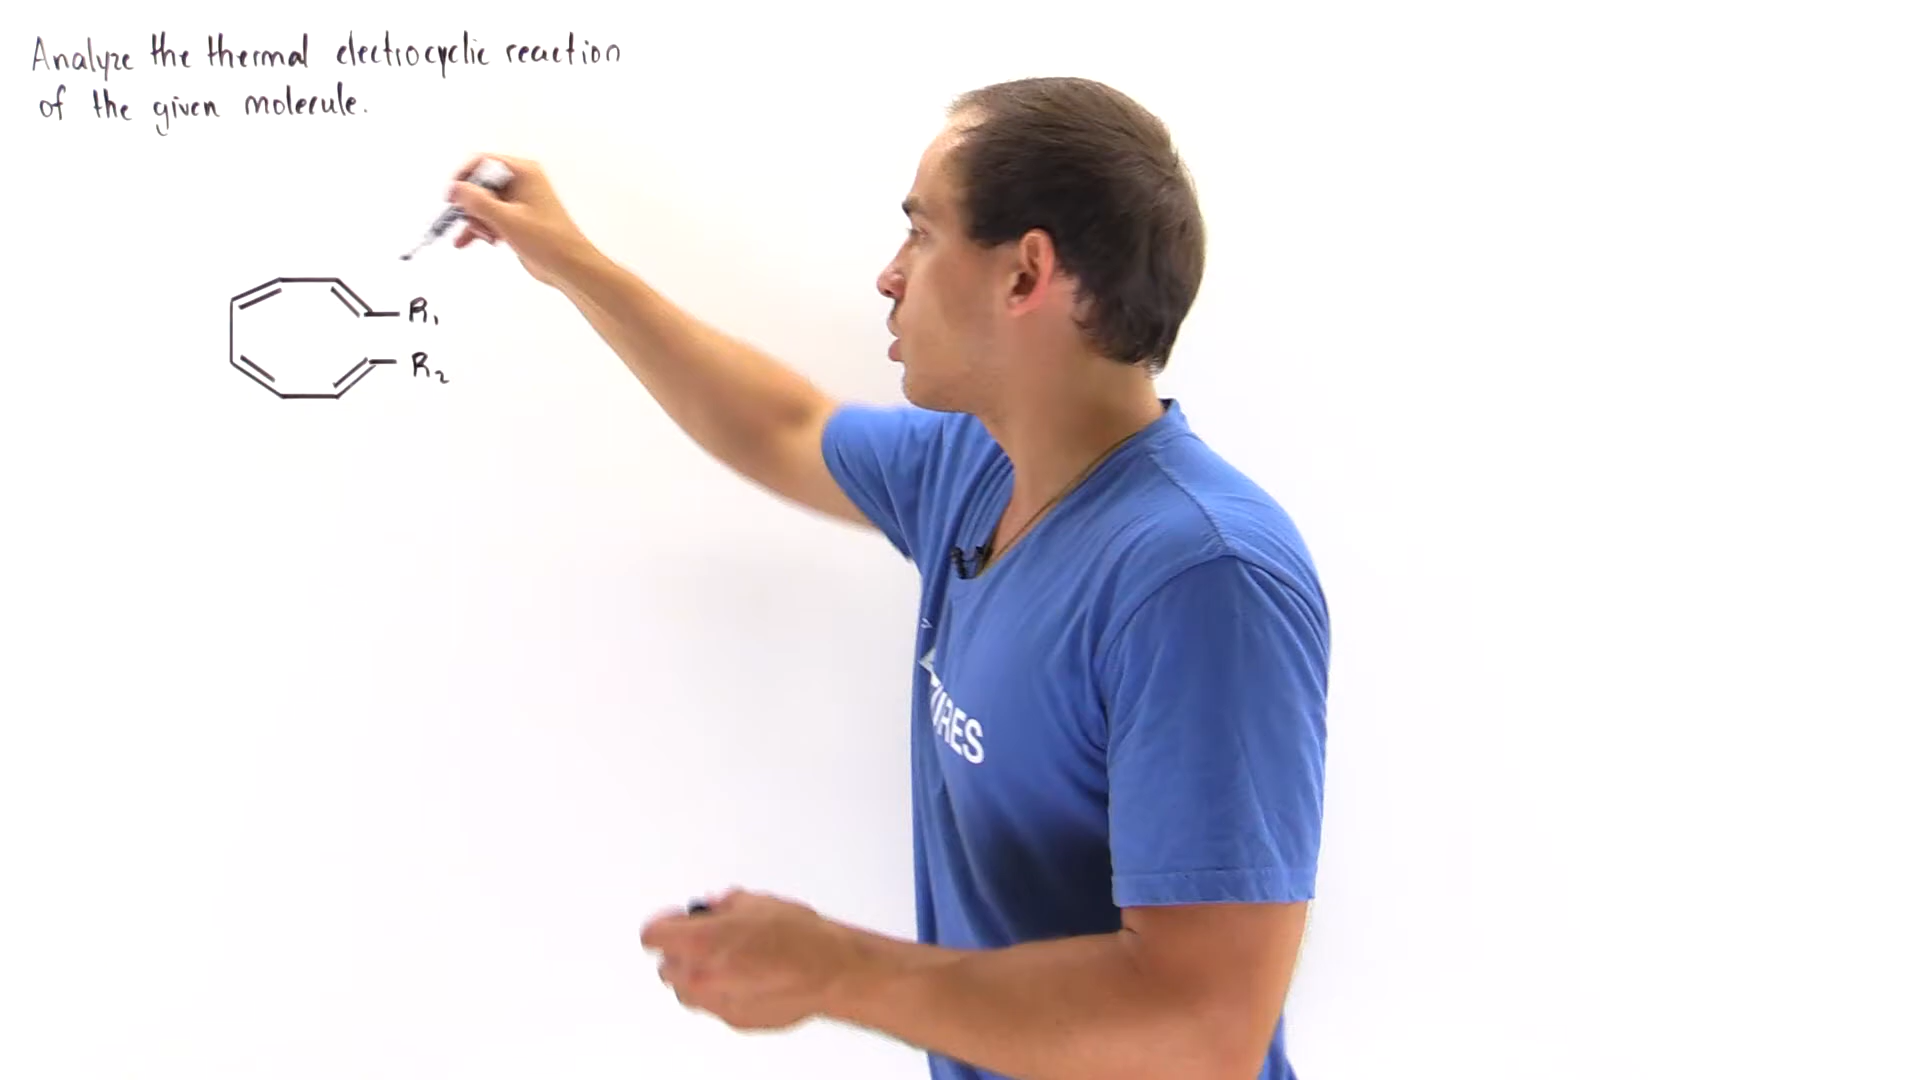 Analyze the thermal electrocyclic reaction
of the given molecule.
R₁
R₂